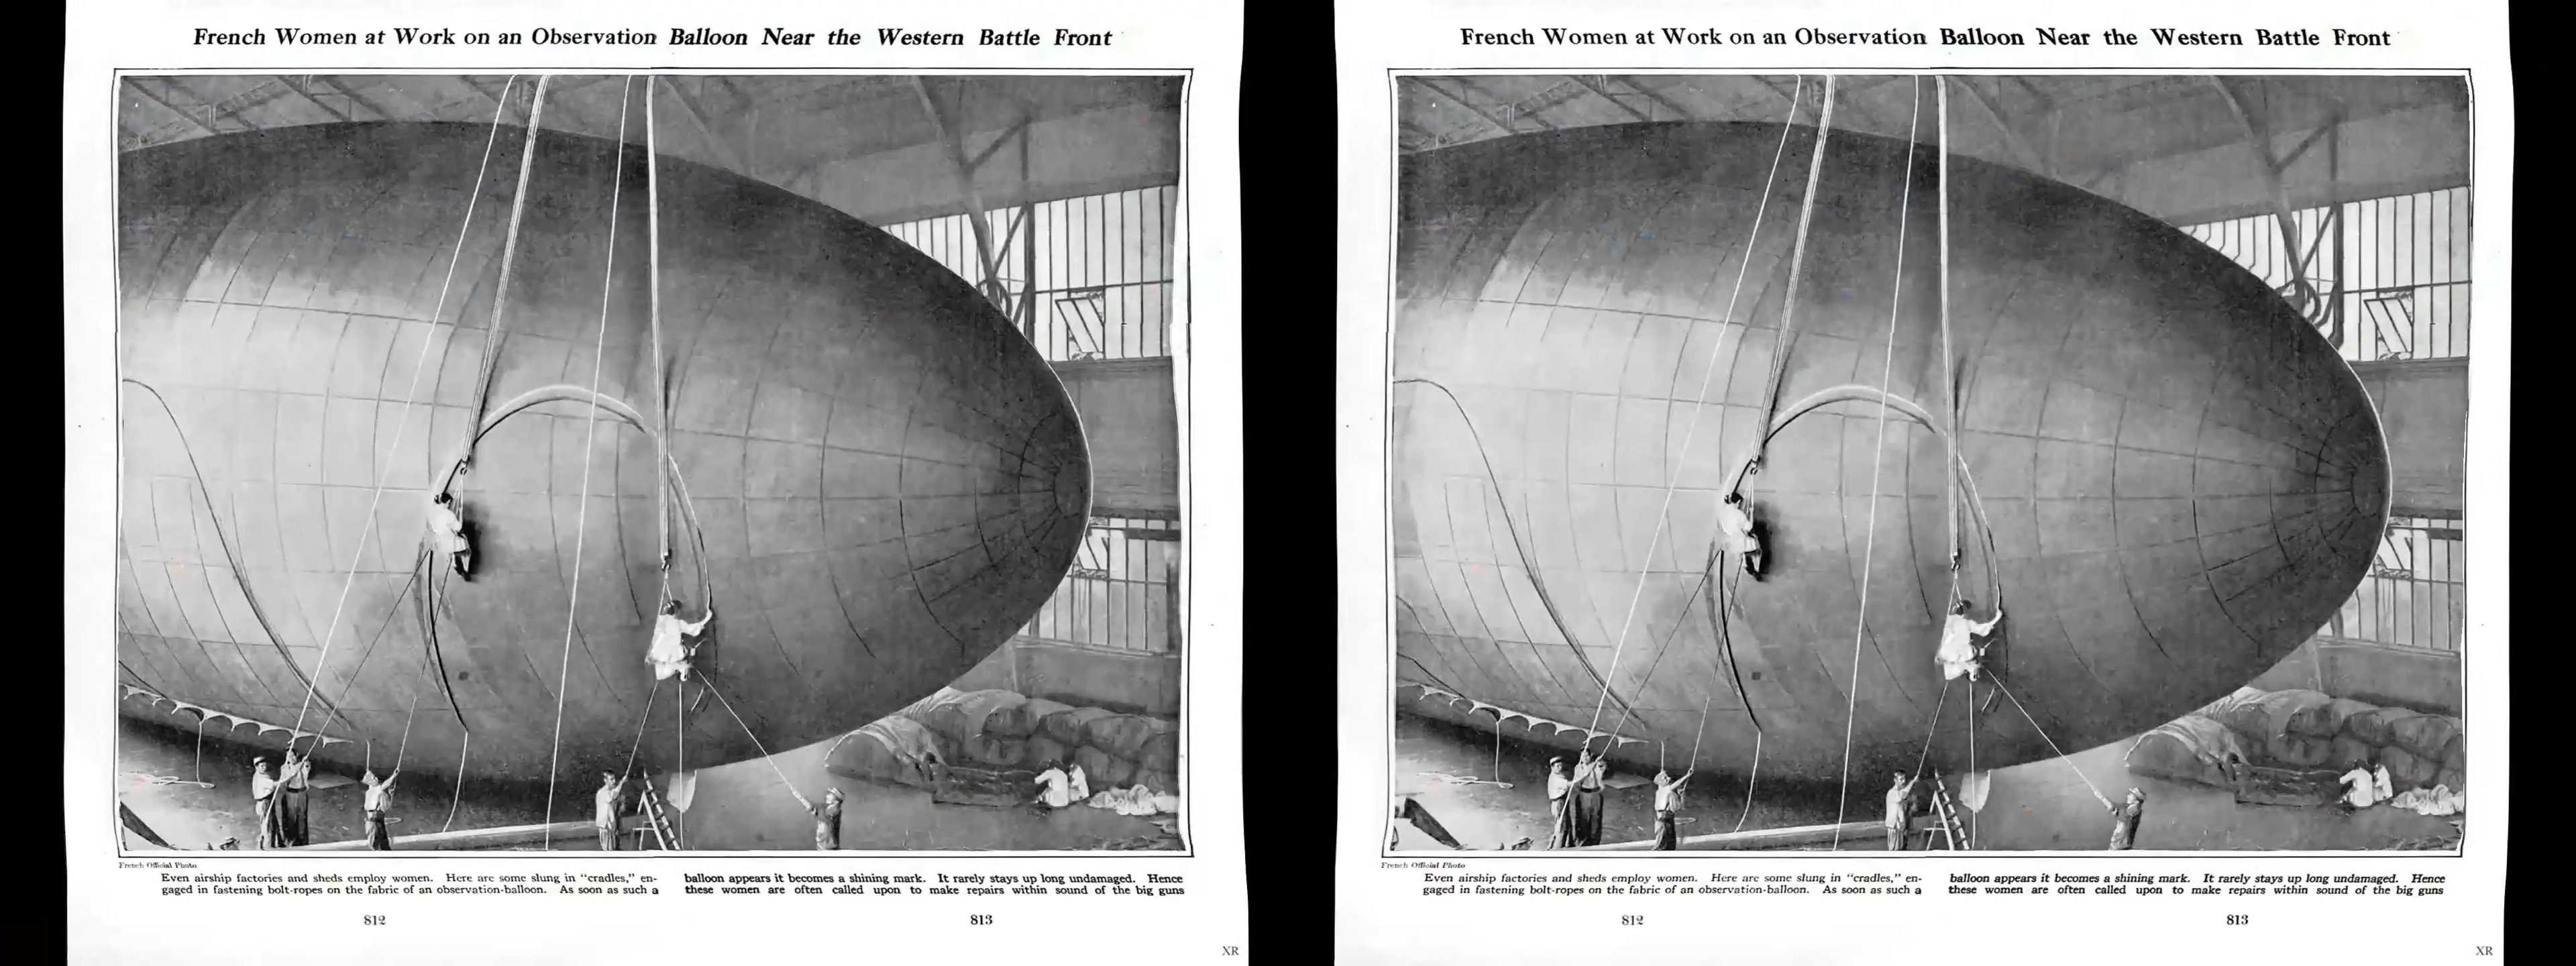 French Women at Work on an Observation Balloon Near the Western Battle Front
French Official Photo
Even airship factories and sheds employ women. Here are some slung in "cradles," en-
gaged in fastening bolt-ropes on the fabric of an observation-balloon. As soon as such a
balloon appears it becomes a shining mark. It rarely stays up long undamaged. Hence
these women are often called upon to make repairs within sound of the big guns
812
813
XR
French Women at Work on an Observation Balloon Near the Western Battle Front
French Official Photo
Even airship factories and sheds employ women. Here are some slung in "cradles," en-
gaged in fastening bolt-ropes on the fabric of an observation-balloon. As soon as such a
balloon appears it becomes a shining mark. It rarely stays up long undamaged. Hence
these women are often called upon to make repairs within sound of the big guns
812
813
XR